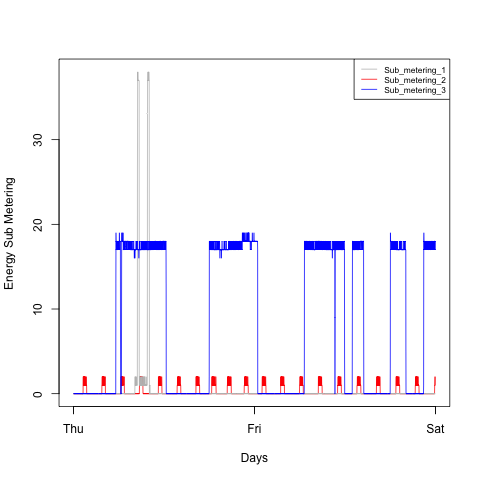 Sub_metering_1
Sub_metering_2
Sub_metering_3
Energy Sub Metering
30
20
10
0
Thu Fri Sat
Days